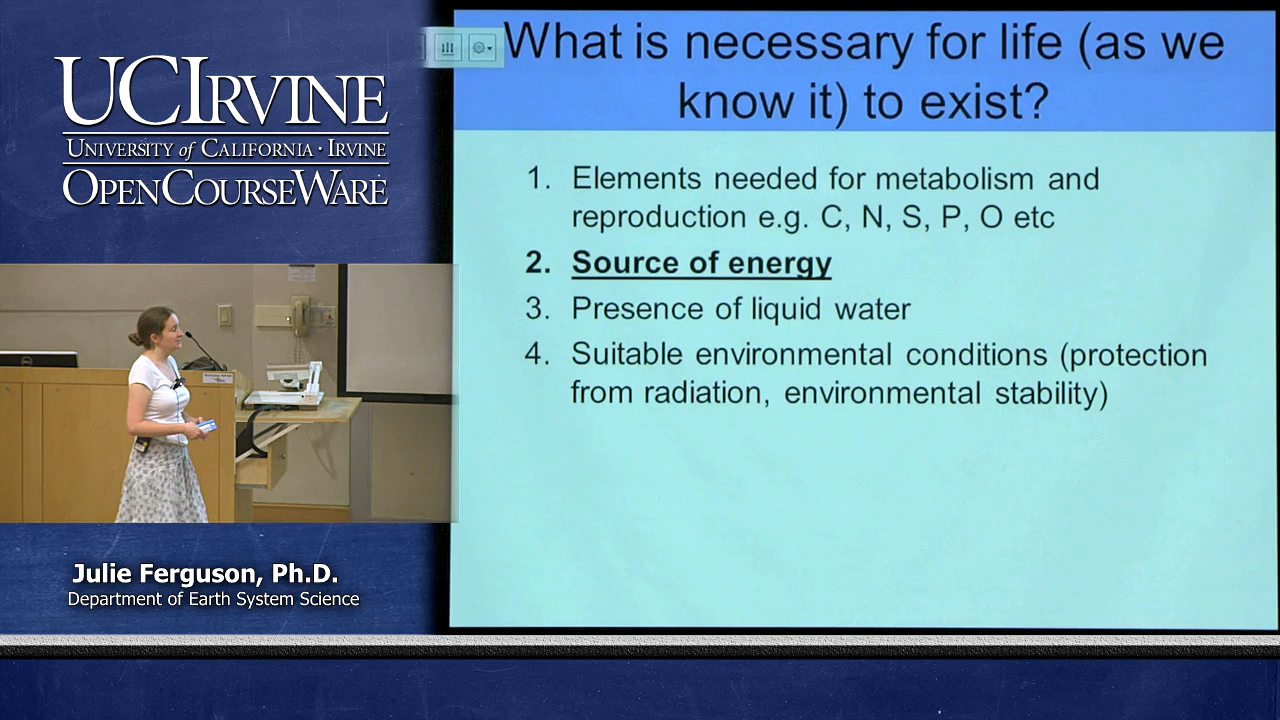 UCIRVINE
UNIVERSITY of CALIFORNIA · IRVINE
OPENCOURSEWARE
Julie Ferguson, Ph.D.
Department of Earth System Science
What is necessary for life (as we
know it) to exist?
1. Elements needed for metabolism and
reproduction e.g. C, N, S, P, O etc
2. Source of energy
3. Presence of liquid water
4. Suitable environmental conditions (protection
from radiation, environmental stability)